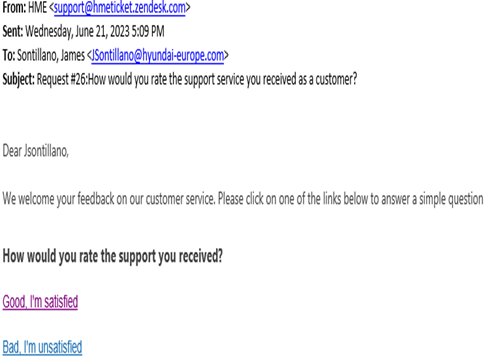 From: HME <support@hmeticket.zendesk.com>
Sent: Wednesday, June 21, 2023 5:09 PM
To: Sontillano, James <JSontillano@hyundai-europe.com>
Subject: Request #26:How would you rate the support service you received as a customer?
Dear Jsontillano,
We welcome your feedback on our customer service. Please click on one of the links below to answer a simple question
How would you rate the support you received?
Good, I'm satisfied
Bad, I'm unsatisfied